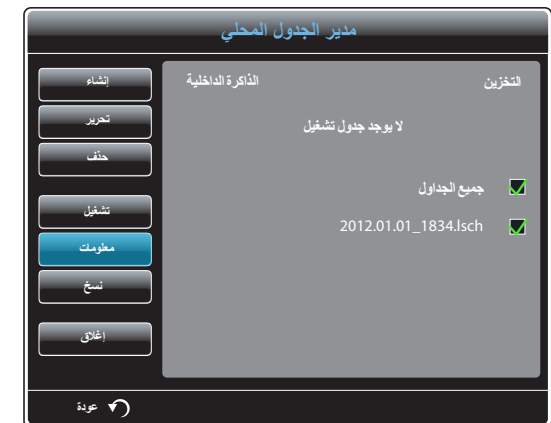 مدير الجدول المحلي
التخزين الذاكرة الداخلية
لا يوجد جدول تشغيل
جميع الجداول
2012.01.01_1834.lsch
إنشاء
تحرير
حذف
تشغيل
معلومات
نسخ
إغلاق
عودة